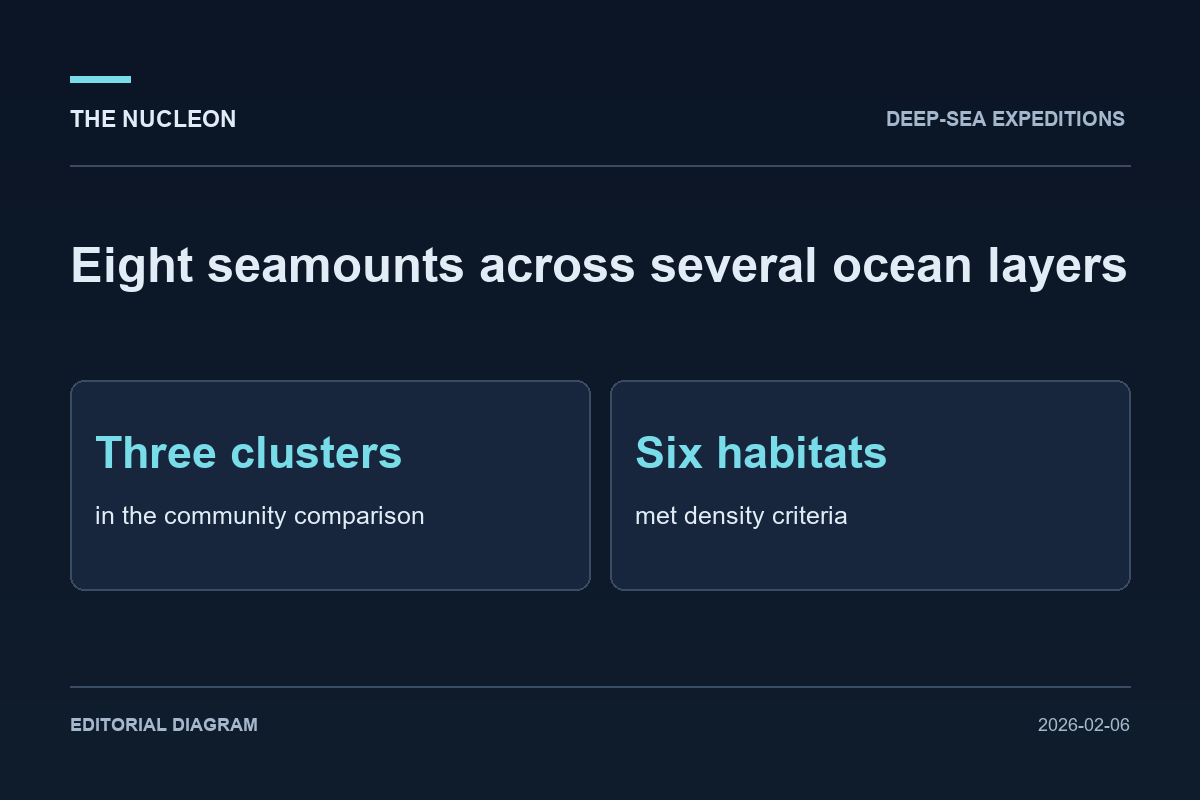 THE NUCLEON
DEEP-SEA EXPEDITIONS
Eight seamounts across several ocean layers
Three clusters
in the community comparison
Six habitats
met density criteria
EDITORIAL DIAGRAM
2026-02-06